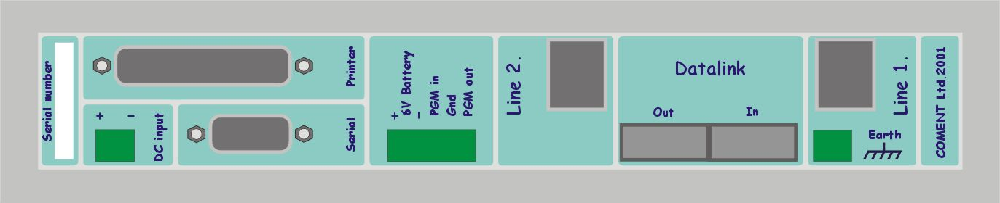 Serial number
Printer
+ −
DC input
Serial
+
6V Battery
−
PGM in
Gnd
PGM out
Line 2.
Datalink
Out In
Line 1.
Earth
COMENT Ltd.2001